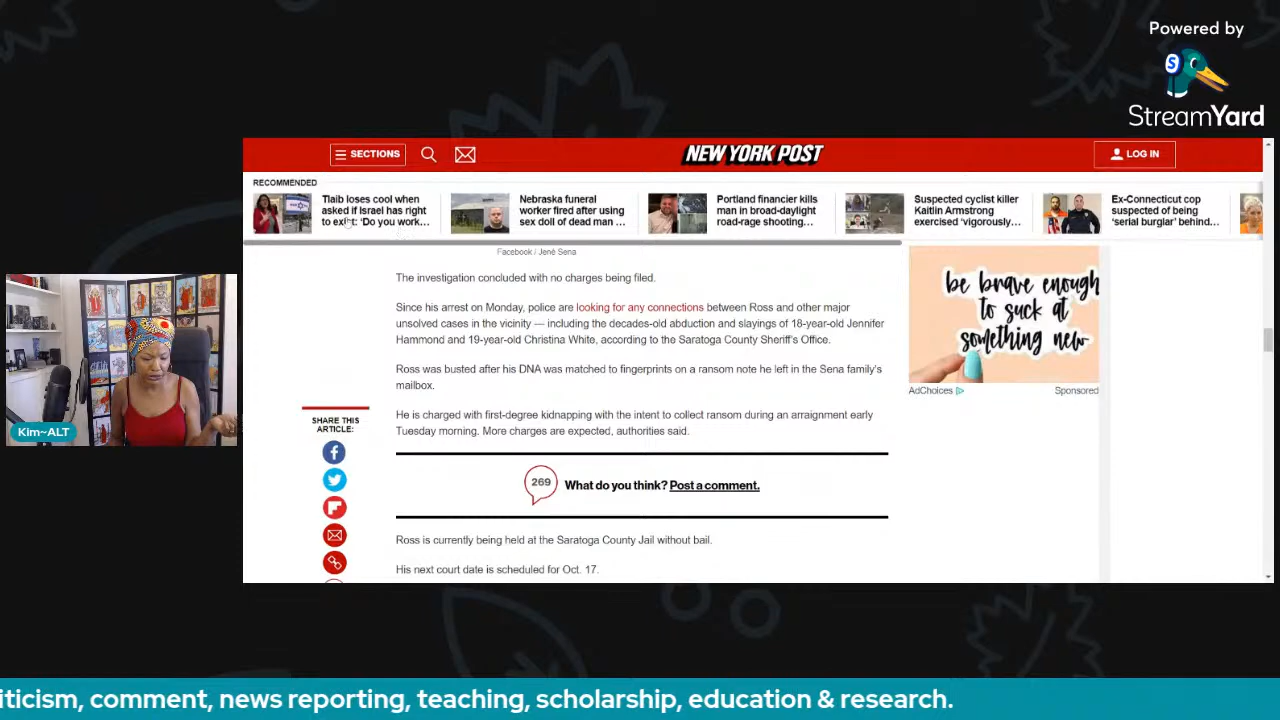 Powered by
S
StreamYard
SECTIONS
NEW YORK POST
LOG IN
RECOMMENDED
Tlaib loses cool when
asked if Israel has right
to exist: 'Do you work...
Nebraska funeral
worker fired after using
sex doll of dead man ...
Portland financier kills
man in broad-daylight
road-rage shooting...
Suspected cyclist killer
Kaitlin Armstrong
exercised 'vigorously...
Ex-Connecticut cop
suspected of being
'serial burglar' behind...
Facebook / Jené Sena
The investigation concluded with no charges being filed.
Since his arrest on Monday, police are looking for any connections between Ross and other major
unsolved cases in the vicinity — including the decades-old abduction and slayings of 18-year-old Jennifer
Hammond and 19-year-old Christina White, according to the Saratoga County Sheriff's Office.
Ross was busted after his DNA was matched to fingerprints on a ransom note he left in the Sena family's
mailbox.
He is charged with first-degree kidnapping with the intent to collect ransom during an arraignment early
Tuesday morning. More charges are expected, authorities said.
be brave enough
to suck at
something new
AdChoices
Sponsored
SHARE THIS
ARTICLE:
269
What do you think? Post a comment.
Ross is currently being held at the Saratoga County Jail without bail.
His next court date is scheduled for Oct. 17.
Kim~ALT
iticism, comment, news reporting, teaching, scholarship, education & research.